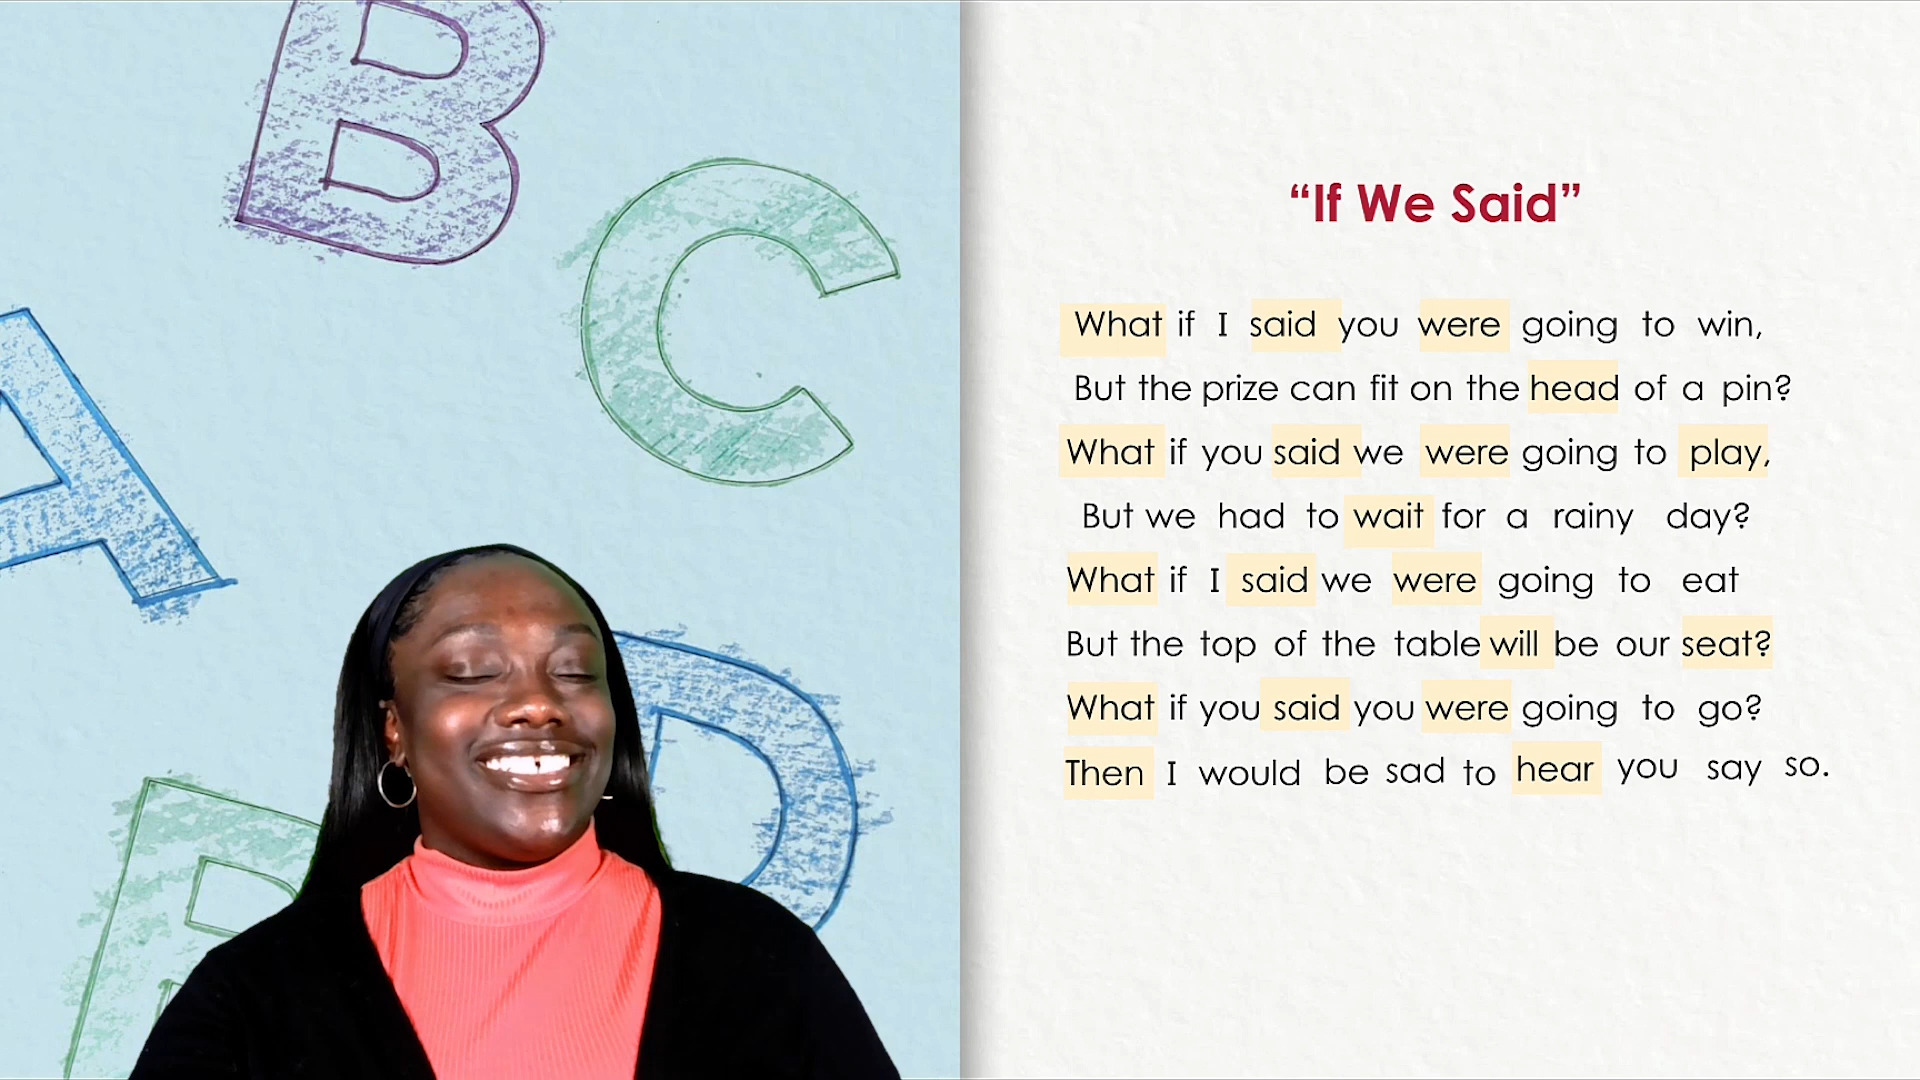 B
C
A
D
E
“If We Said”
What if I said you were going to win,
But the prize can fit on the head of a pin?
What if you said we were going to play,
But we had to wait for a rainy day?
What if I said we were going to eat
But the top of the table will be our seat?
What if you said you were going to go?
Then I would be sad to hear you say so.